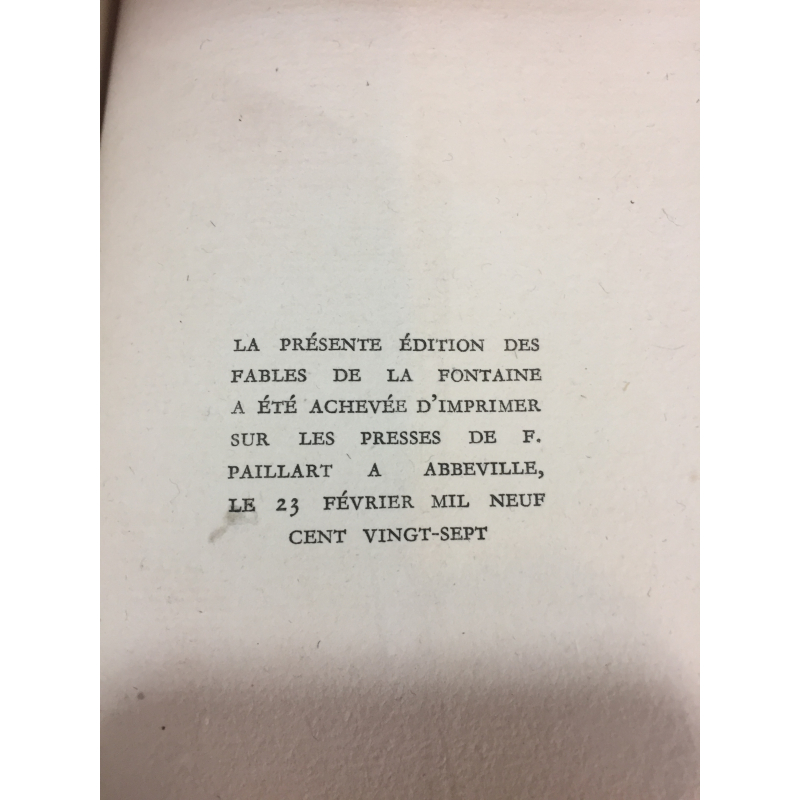 LA PRÉSENTE ÉDITION DES
FABLES DE LA FONTAINE
A ÉTÉ ACHEVÉE D'IMPRIMER
SUR LES PRESSES DE F.
PAILLART A ABBEVILLE,
LE 23 FÉVRIER MIL NEUF
CENT VINGT-SEPT